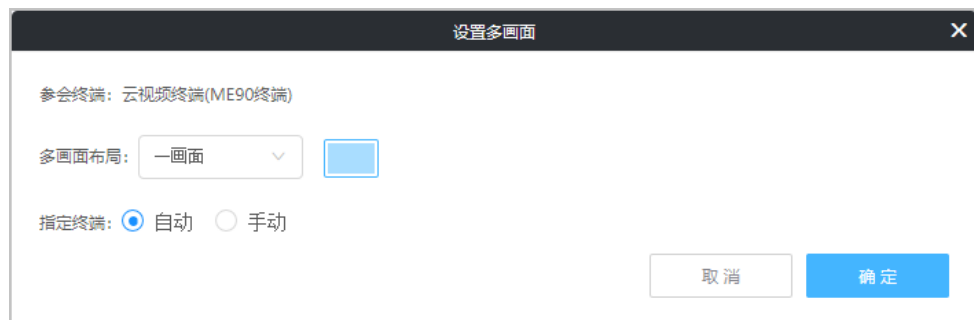 设置多画面
参会终端：云视频终端(ME90终端)
多画面布局： 一画面
指定终端： 自动 手动
取消 确定